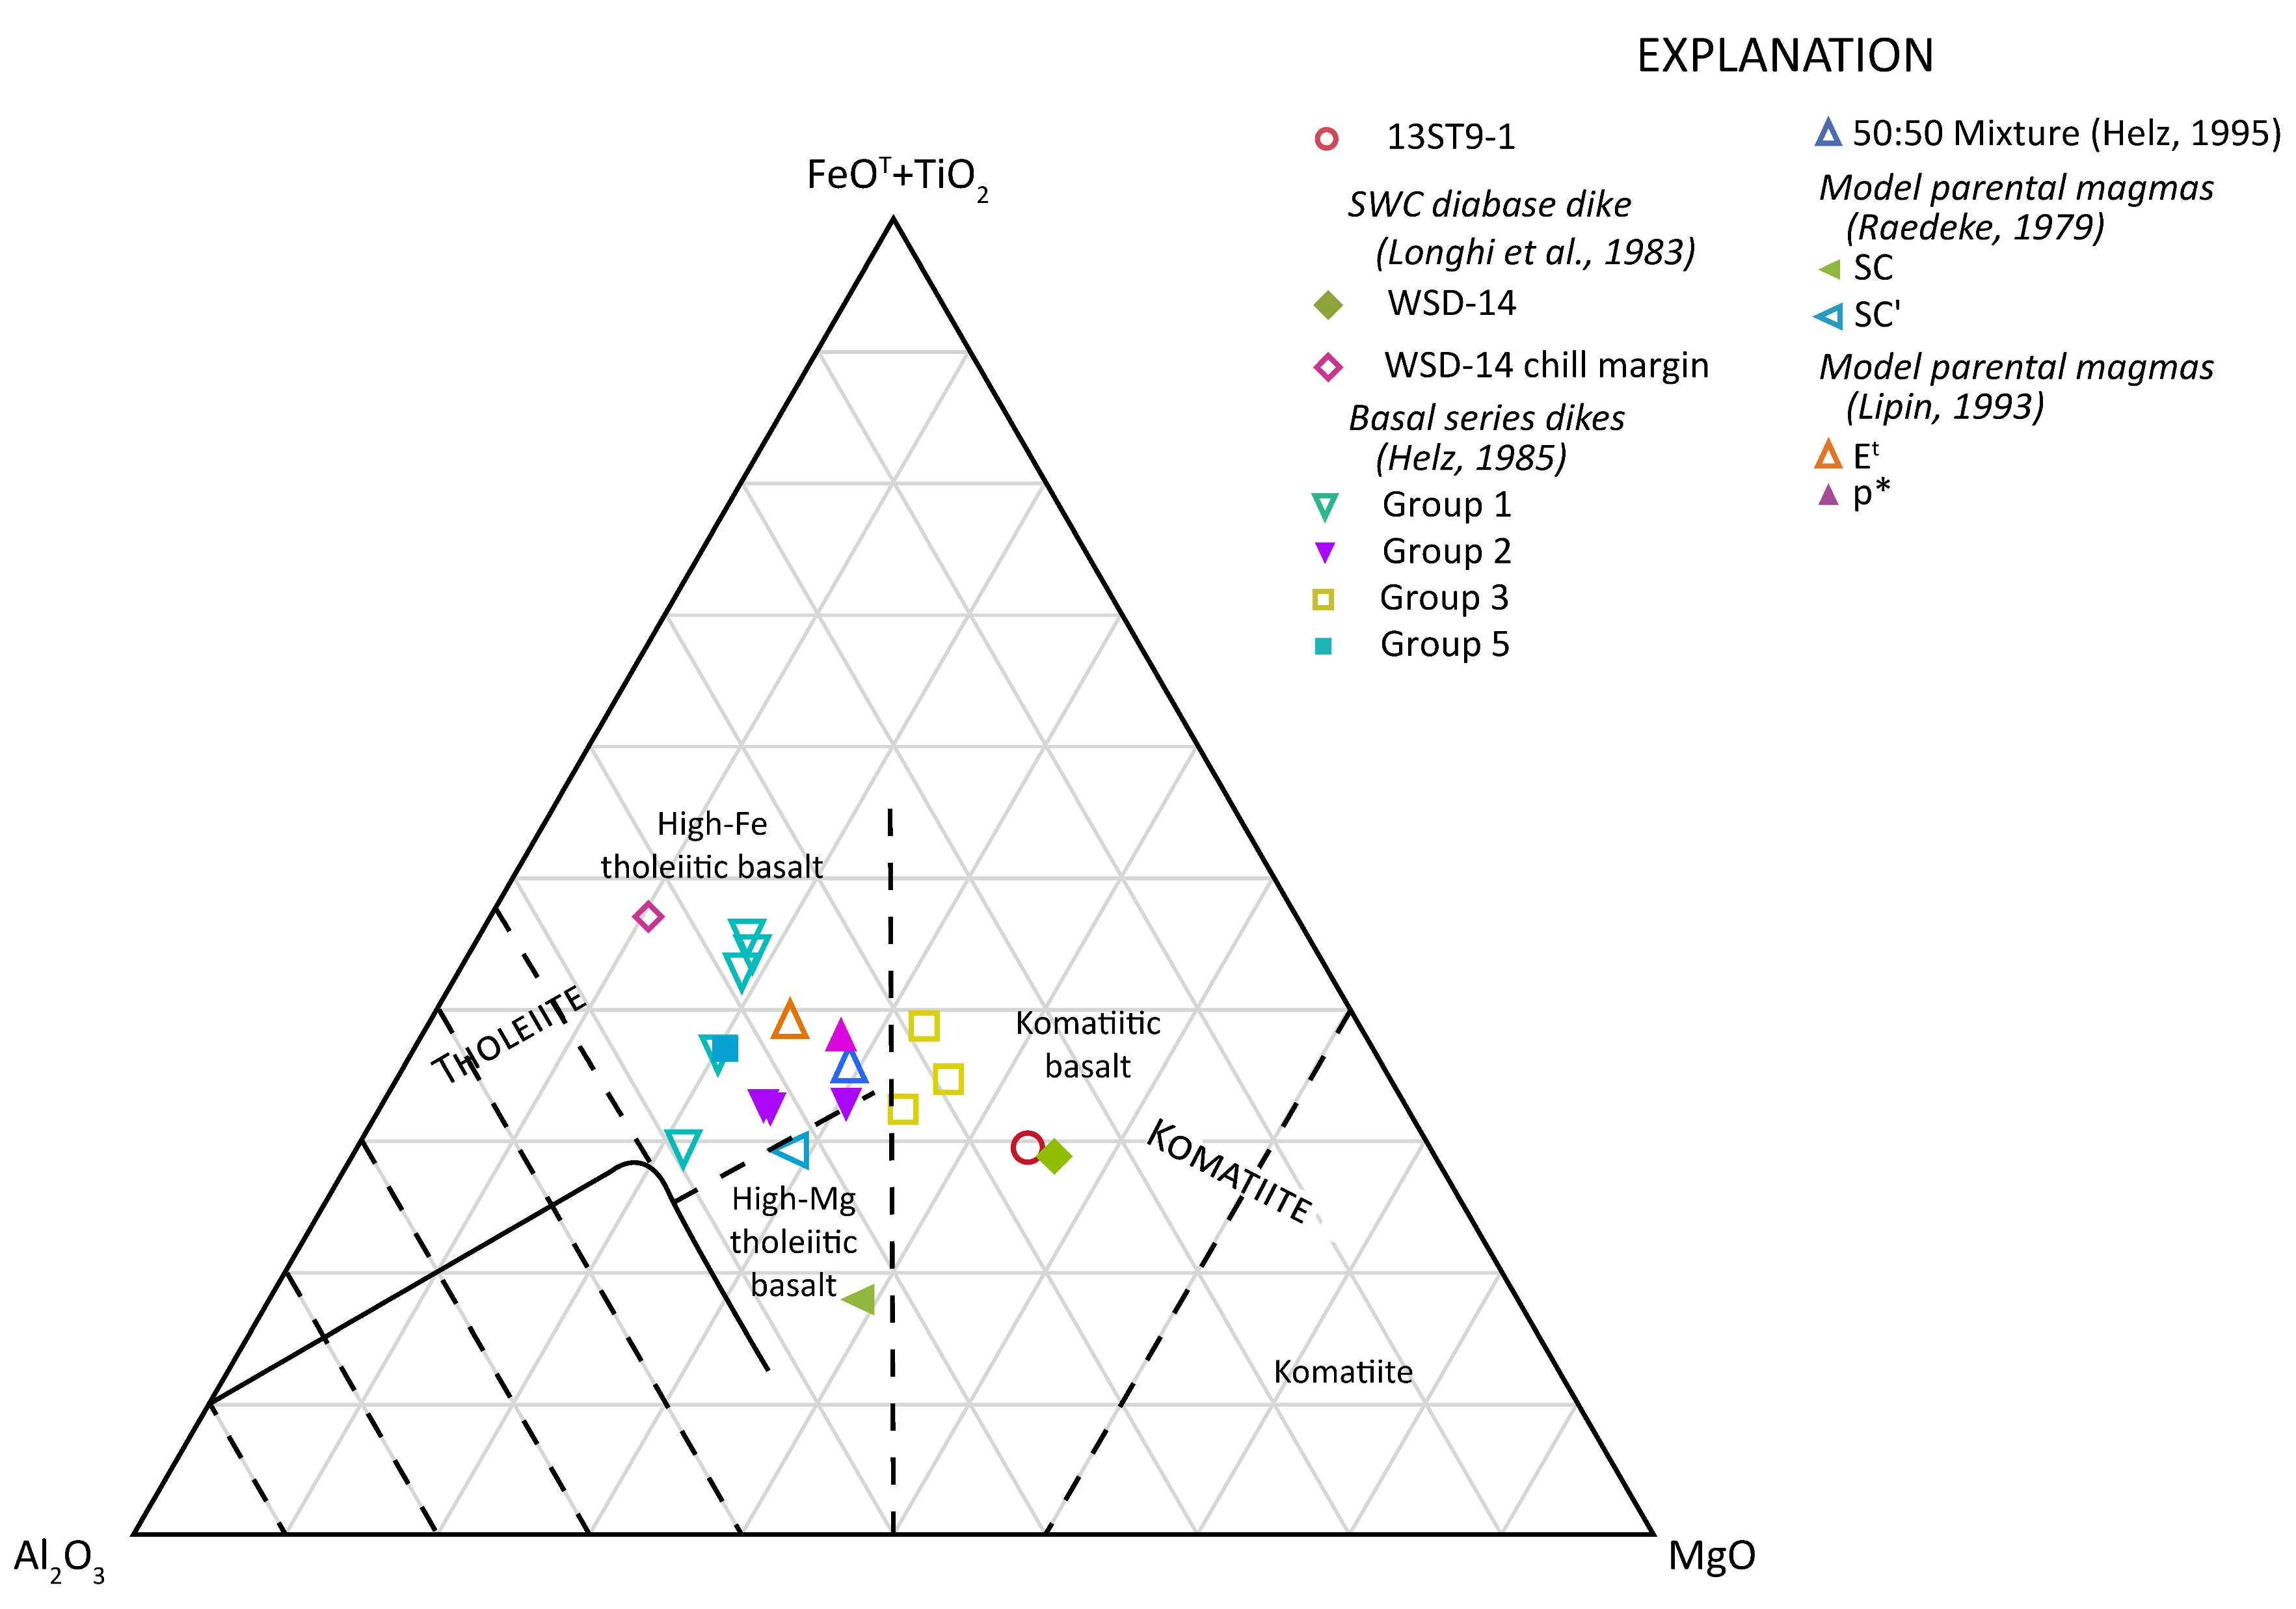 EXPLANATION
13ST9-1
SWC diabase dike
(Longhi et al., 1983)
WSD-14
WSD-14 chill margin
Basal series dikes
(Helz, 1985)
Group 1
Group 2
Group 3
Group 5
50:50 Mixture (Helz, 1995)
Model parental magmas
(Raedeke, 1979)
SC
SC'
Model parental magmas
(Lipin, 1993)
Eᵗ
p*
FeOᵀ+TiO₂
High-Fe
tholeiitic basalt
THOLEIITE
Komatiitic
basalt
KOMATIITE
High-Mg
tholeiitic
basalt
Komatiite
Al₂O₃
MgO